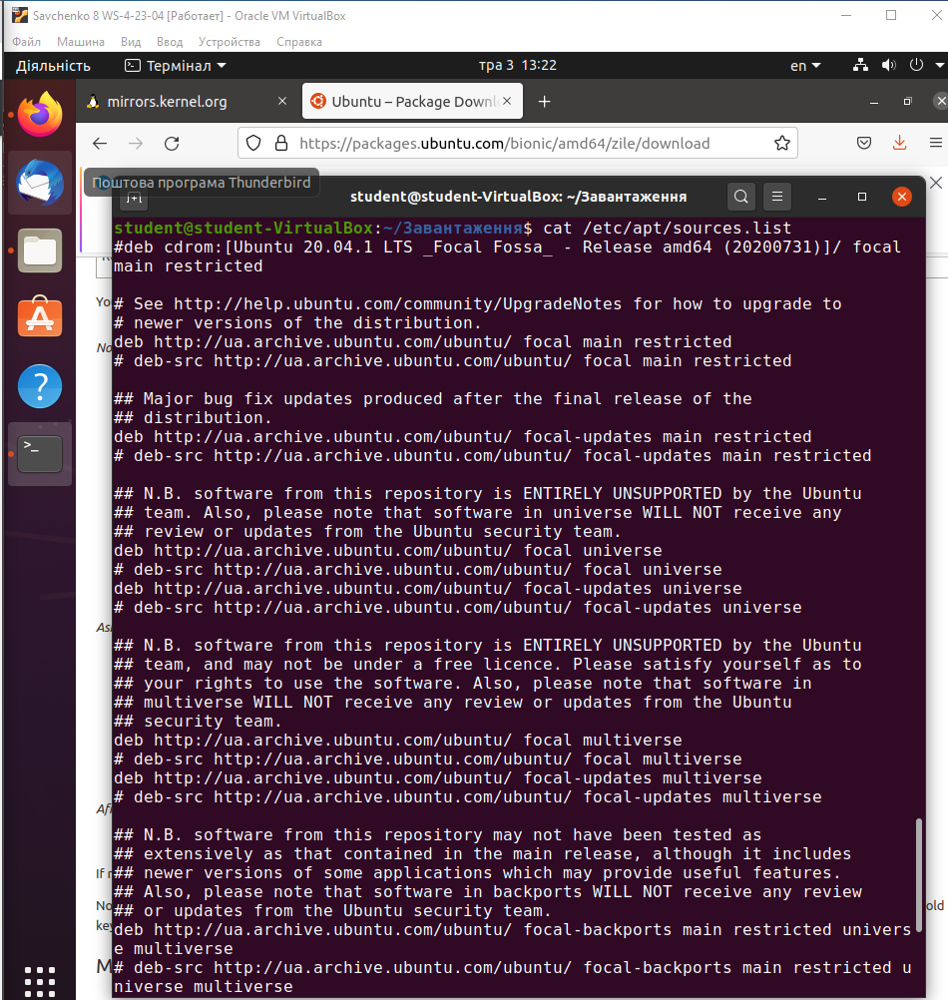 Savchenko 8 WS-4-23-04 [Работает] - Oracle VM VirtualBox
Файл Машина Вид Ввод Устройства Справка
Діяльність Термінал тра 3 13:22 en
mirrors.kernel.org Ubuntu – Package Downl
https://packages.ubuntu.com/bionic/amd64/zile/download
Поштова програма Thunderbird
student@student-VirtualBox: ~/Завантаження
student@student-VirtualBox:~/Завантаження$ cat /etc/apt/sources.list
#deb cdrom:[Ubuntu 20.04.1 LTS _Focal Fossa_ - Release amd64 (20200731)]/ focal
main restricted
# See http://help.ubuntu.com/community/UpgradeNotes for how to upgrade to
# newer versions of the distribution.
deb http://ua.archive.ubuntu.com/ubuntu/ focal main restricted
# deb-src http://ua.archive.ubuntu.com/ubuntu/ focal main restricted
## Major bug fix updates produced after the final release of the
## distribution.
deb http://ua.archive.ubuntu.com/ubuntu/ focal-updates main restricted
# deb-src http://ua.archive.ubuntu.com/ubuntu/ focal-updates main restricted
## N.B. software from this repository is ENTIRELY UNSUPPORTED by the Ubuntu
## team. Also, please note that software in universe WILL NOT receive any
## review or updates from the Ubuntu security team.
deb http://ua.archive.ubuntu.com/ubuntu/ focal universe
# deb-src http://ua.archive.ubuntu.com/ubuntu/ focal universe
deb http://ua.archive.ubuntu.com/ubuntu/ focal-updates universe
# deb-src http://ua.archive.ubuntu.com/ubuntu/ focal-updates universe
## N.B. software from this repository is ENTIRELY UNSUPPORTED by the Ubuntu
## team, and may not be under a free licence. Please satisfy yourself as to
## your rights to use the software. Also, please note that software in
## multiverse WILL NOT receive any review or updates from the Ubuntu
## security team.
deb http://ua.archive.ubuntu.com/ubuntu/ focal multiverse
# deb-src http://ua.archive.ubuntu.com/ubuntu/ focal multiverse
deb http://ua.archive.ubuntu.com/ubuntu/ focal-updates multiverse
# deb-src http://ua.archive.ubuntu.com/ubuntu/ focal-updates multiverse
## N.B. software from this repository may not have been tested as
## extensively as that contained in the main release, although it includes
## newer versions of some applications which may provide useful features.
## Also, please note that software in backports WILL NOT receive any review
## or updates from the Ubuntu security team.
deb http://ua.archive.ubuntu.com/ubuntu/ focal-backports main restricted univers
e multiverse
# deb-src http://ua.archive.ubuntu.com/ubuntu/ focal-backports main restricted u
niverse multiverse